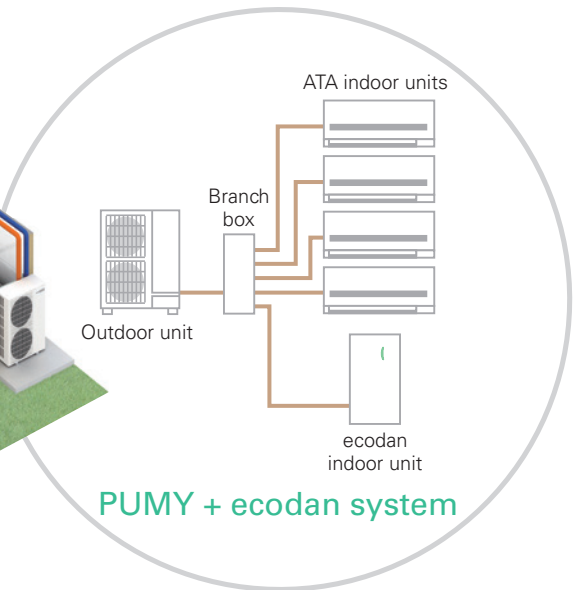 ATA indoor units
Branch
box
Outdoor unit
ecodan
indoor unit
PUMY + ecodan system